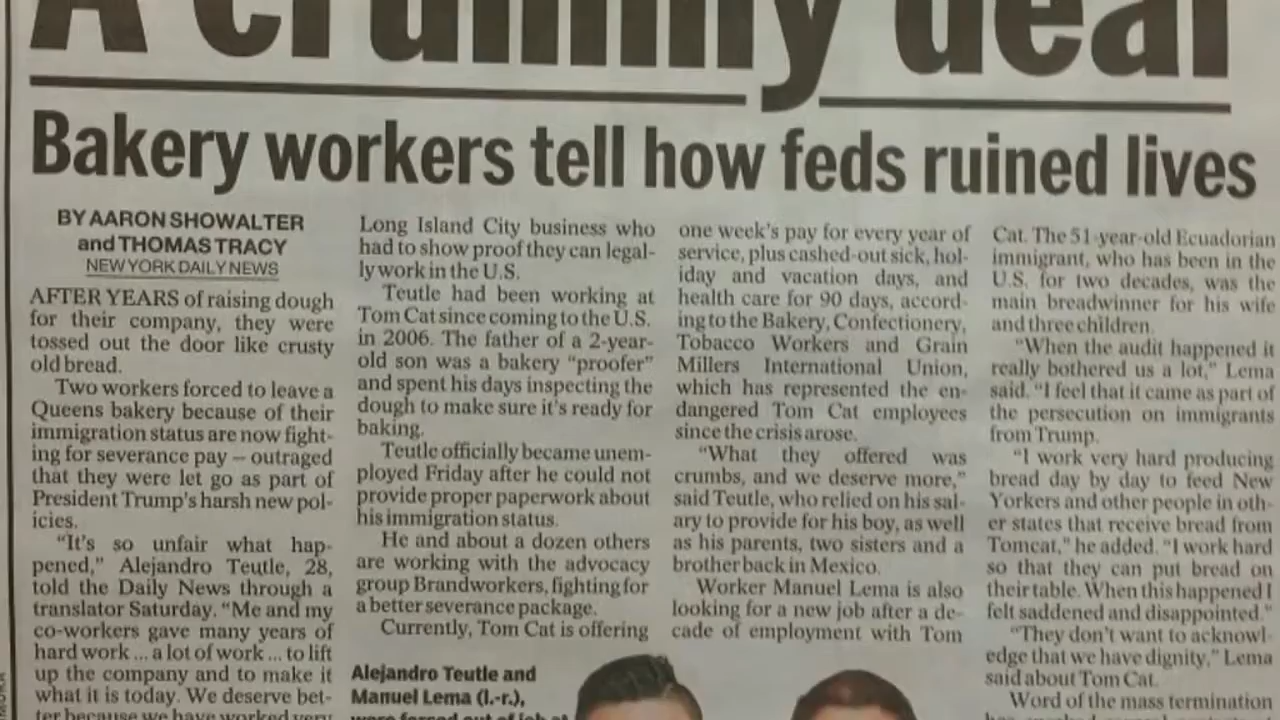 A crummy deal
Bakery workers tell how feds ruined lives
BY AARON SHOWALTER
and THOMAS TRACY
NEW YORK DAILY NEWS
AFTER YEARS of raising dough
for their company, they were
tossed out the door like crusty
old bread.
Two workers forced to leave a
Queens bakery because of their
immigration status are now fight-
ing for severance pay – outraged
that they were let go as part of
President Trump's harsh new pol-
icies.
"It's so unfair what hap-
pened," Alejandro Teutle, 28,
told the Daily News through a
translator Saturday. "Me and my
co-workers gave many years of
hard work ... a lot of work ... to lift
up the company and to make it
what it is today. We deserve bet-
ter because we have worked very
Long Island City business who
had to show proof they can legal-
ly work in the U.S.
Teutle had been working at
Tom Cat since coming to the U.S.
in 2006. The father of a 2-year-
old son was a bakery "proofer"
and spent his days inspecting the
dough to make sure it's ready for
baking.
Teutle officially became unem-
ployed Friday after he could not
provide proper paperwork about
his immigration status.
He and about a dozen others
are working with the advocacy
group Brandworkers, fighting for
a better severance package.
Currently, Tom Cat is offering
Alejandro Teutle and
Manuel Lema (l.-r.),
were forced out of job at
one week's pay for every year of
service, plus cashed-out sick, hol-
iday and vacation days, and
health care for 90 days, accord-
ing to the Bakery, Confectionery,
Tobacco Workers and Grain
Millers International Union,
which has represented the en-
dangered Tom Cat employees
since the crisis arose.
"What they offered was
crumbs, and we deserve more,"
said Teutle, who relied on his sal-
ary to provide for his boy, as well
as his parents, two sisters and a
brother back in Mexico.
Worker Manuel Lema is also
looking for a new job after a de-
cade of employment with Tom
Cat. The 51-year-old Ecuadorian
immigrant, who has been in the
U.S. for two decades, was the
main breadwinner for his wife
and three children.
"When the audit happened it
really bothered us a lot," Lema
said. "I feel that it came as part of
the persecution on immigrants
from Trump.
"I work very hard producing
bread day by day to feed New
Yorkers and other people in oth-
er states that receive bread from
Tomcat," he added. "I work hard
so that they can put bread on
their table. When this happened I
felt saddened and disappointed."
"They don't want to acknowl-
edge that we have dignity," Lema
said about Tom Cat.
Word of the mass termination